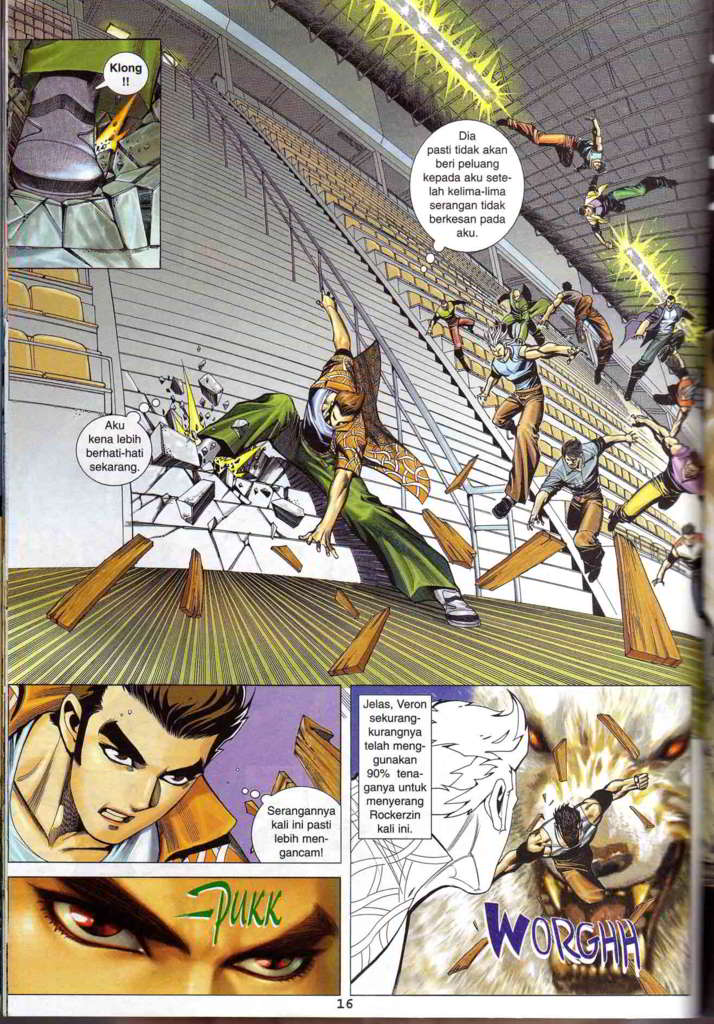 Klong
!!
Dia
pasti tidak akan
beri peluang
kepada aku sete-
lah kelima-lima
serangan tidak
berkesan pada
aku.
Aku
kena lebih
berhati-hati
sekarang.
Serangannya
kali ini pasti
lebih men-
gancam!
Jelas, Veron
sekurang-
kurangnya
telah meng-
gunakan
90% tena-
ganya untuk
menyerang
Rockerzin
kali ini.
PUKK
WORGHH
16